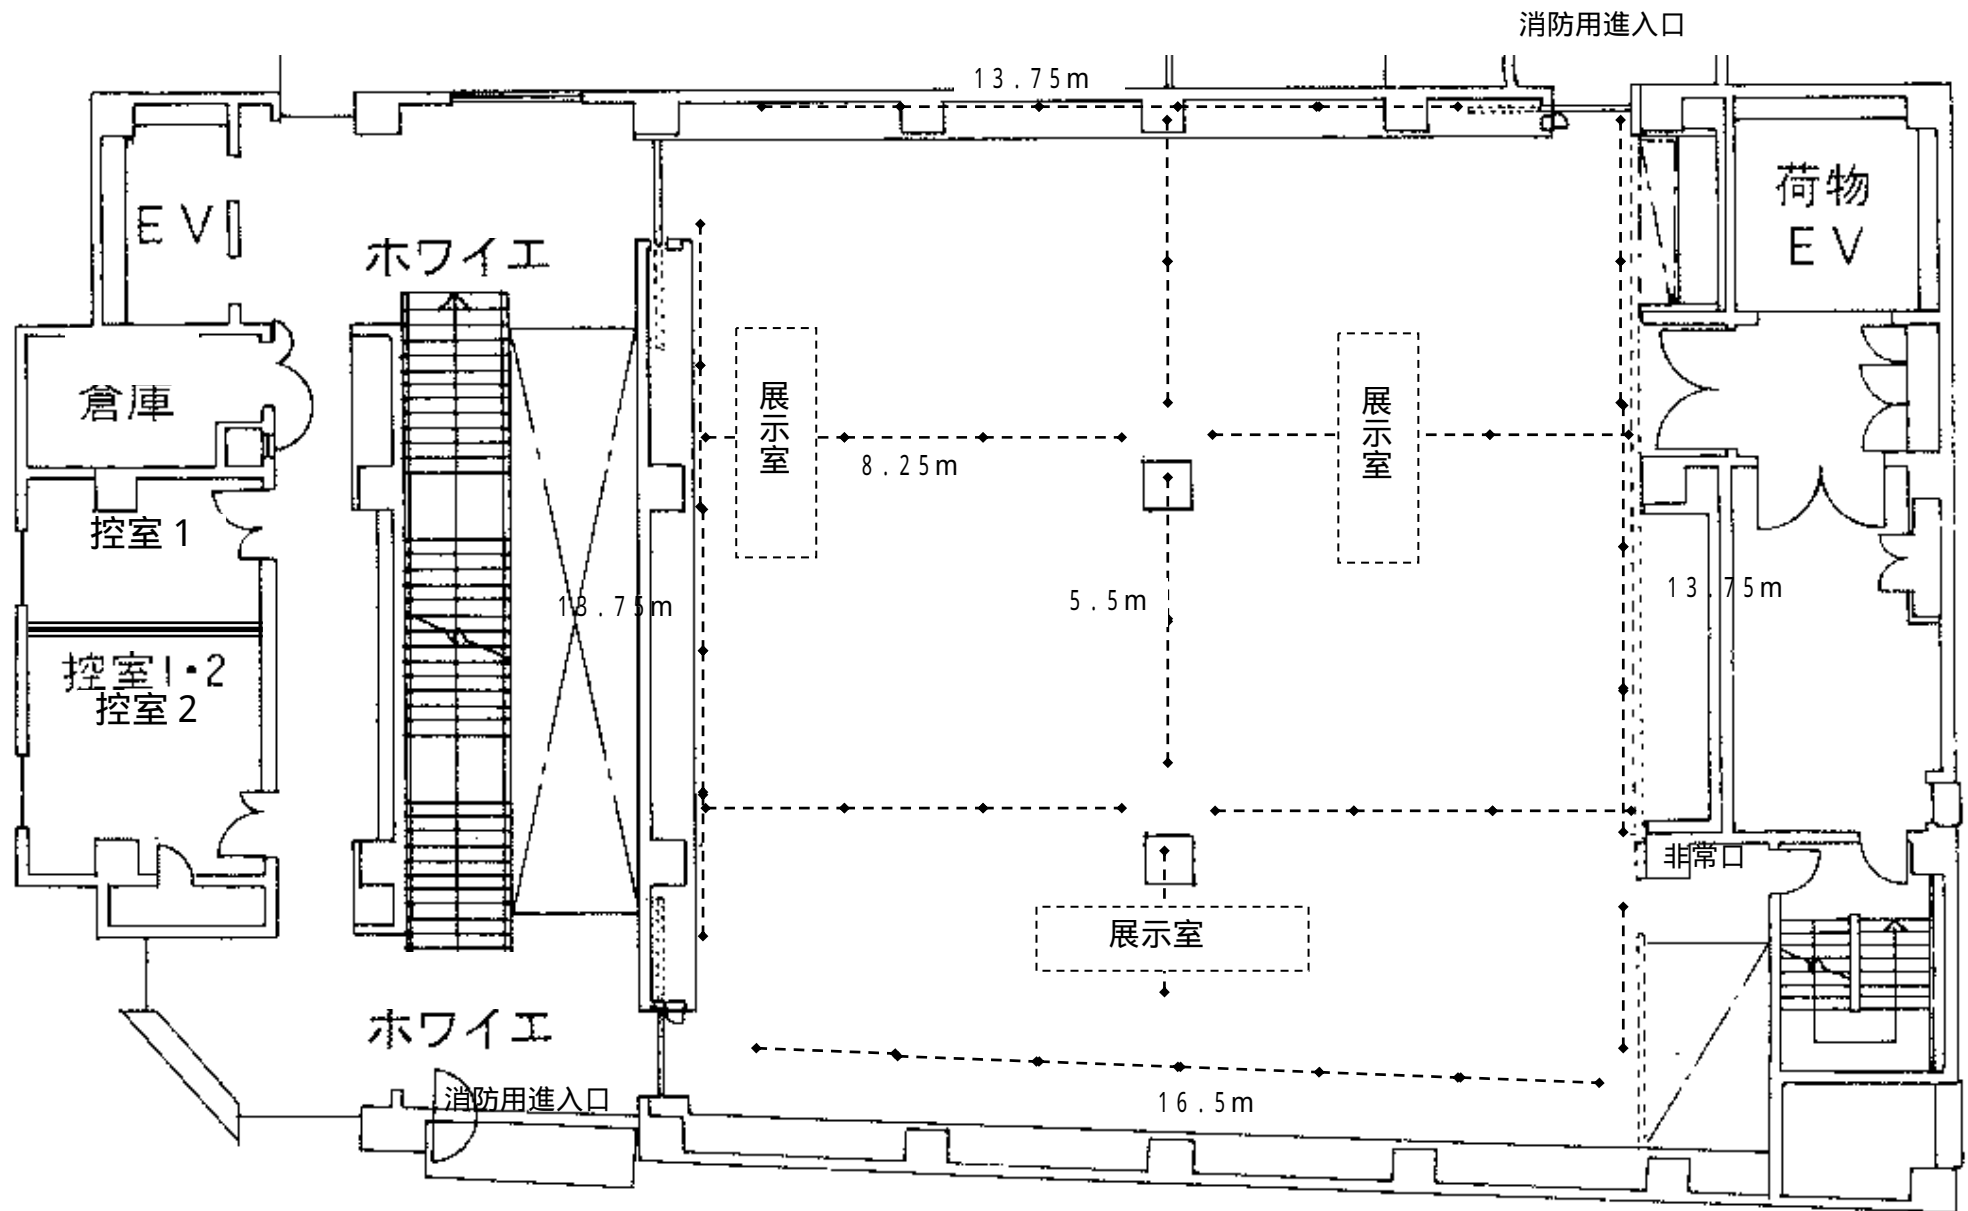 消防用進入口
13.75m
荷物
EV
EV
ホワイエ
展示室
展示室
倉庫
8.25m
控室1
13.75m
5.5m
13.75m
控室1・2
控室2
非常口
展示室
ホワイエ
消防用進入口
16.5m